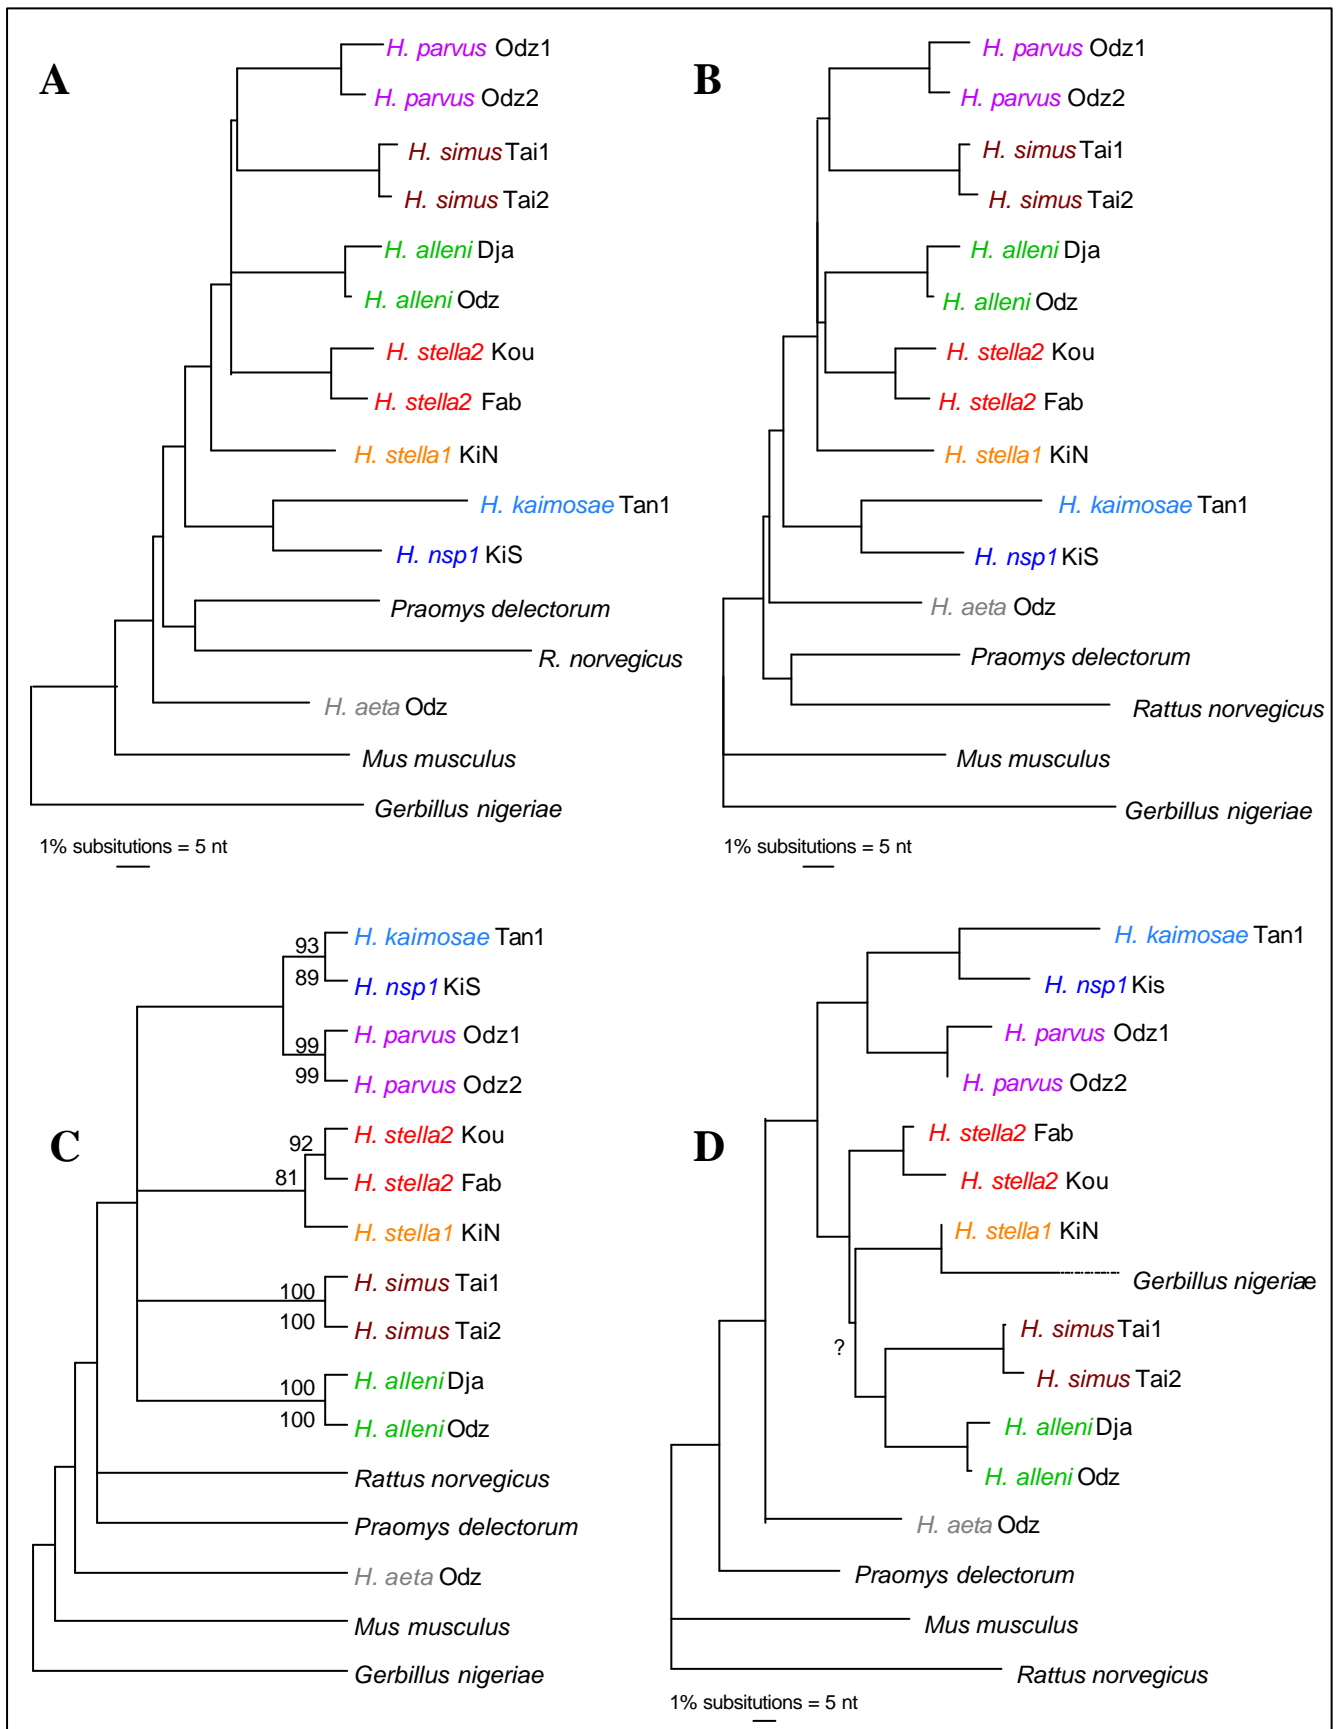 A
H. parvus Odz1
H. parvus Odz2
H. simus Tai1
H. simus Tai2
H. alleni Dja
H. alleni Odz
H. stella2 Kou
H. stella2 Fab
H. stella1 KiN
H. kaimosae Tan1
H. nsp1 KiS
Praomys delectorum
R. norvegicus
H. aeta Odz
Mus musculus
Gerbillus nigeriae
1% subsitutions = 5 nt
B
H. parvus Odz1
H. parvus Odz2
H. simus Tai1
H. simus Tai2
H. alleni Dja
H. alleni Odz
H. stella2 Kou
H. stella2 Fab
H. stella1 KiN
H. kaimosae Tan1
H. nsp1 KiS
H. aeta Odz
Praomys delectorum
Rattus norvegicus
Mus musculus
Gerbillus nigeriae
1% subsitutions = 5 nt
C
93
H. kaimosae Tan1
89
H. nsp1 KiS
99
H. parvus Odz1
99
H. parvus Odz2
92
H. stella2 Kou
81
H. stella2 Fab
H. stella1 KiN
100
H. simus Tai1
100
H. simus Tai2
100
H. alleni Dja
100
H. alleni Odz
Rattus norvegicus
Praomys delectorum
H. aeta Odz
Mus musculus
Gerbillus nigeriae
D
H. kaimosae Tan1
H. nsp1 Kis
H. parvus Odz1
H. parvus Odz2
H. stella2 Fab
H. stella2 Kou
H. stella1 KiN
Gerbillus nigeriae
?
H. simus Tai1
H. simus Tai2
H. alleni Dja
H. alleni Odz
H. aeta Odz
Praomys delectorum
Mus musculus
Rattus norvegicus
1% subsitutions = 5 nt